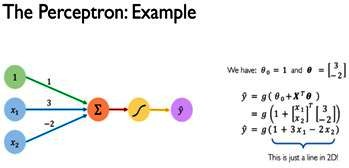 The Perceptron: Example
1
x₁
x₂
1
3
−2
Σ
∫
ŷ
We have: θ₀ = 1 and θ = [3 −2]
ŷ = g ( θ₀ + Xᵀθ )
= g ( 1 + [x₁ x₂]ᵀ [3 −2] )
ŷ = g ( 1 + 3x₁ − 2x₂ )
This is just a line in 2D!